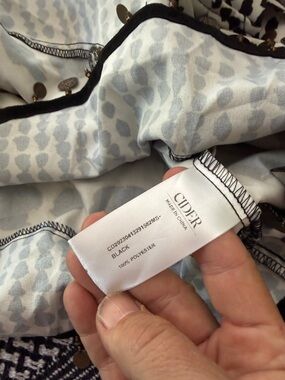 CIDER
MADE IN CHINA
BLACK
100% POLYESTER